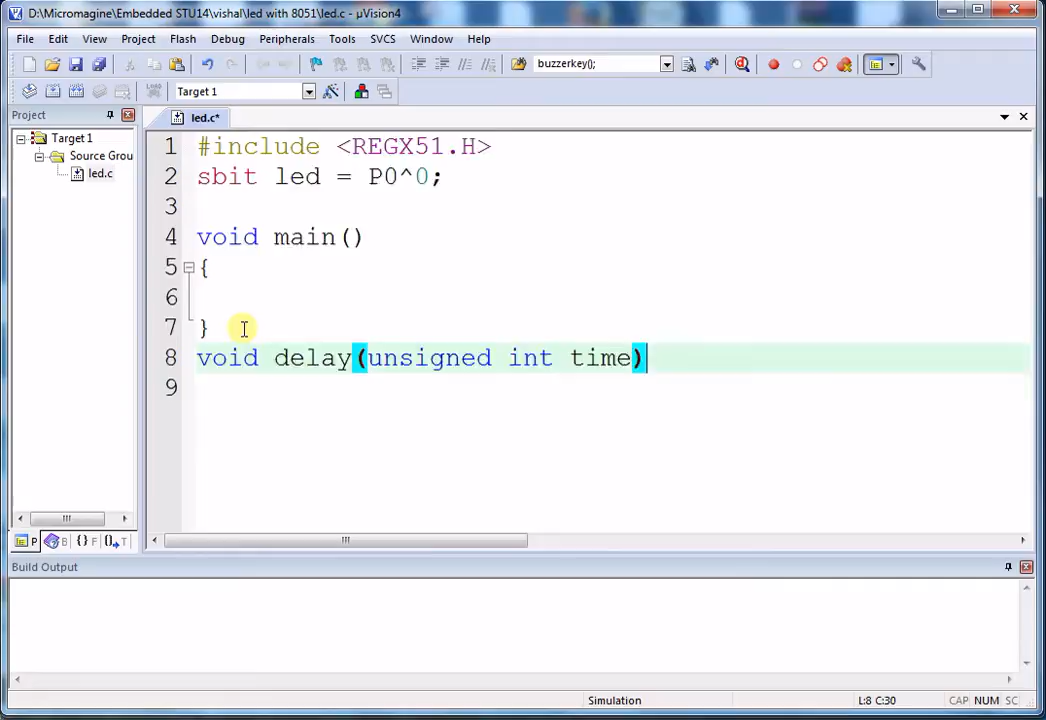 D:\Micromagine\Embedded STU14\vishal\led with 8051\led.c - µVision4
File Edit View Project Flash Debug Peripherals Tools SVCS Window Help
buzzerkey();
Target 1
Project
led.c*
Target 1
Source Grou
led.c
1 #include <REGX51.H>
2 sbit led = P0^0;
3
4 void main()
5 {
6
7 }
8 void delay(unsigned int time)
9
P B {} F 0 T
Build Output
Simulation L:8 C:30 CAP NUM SC